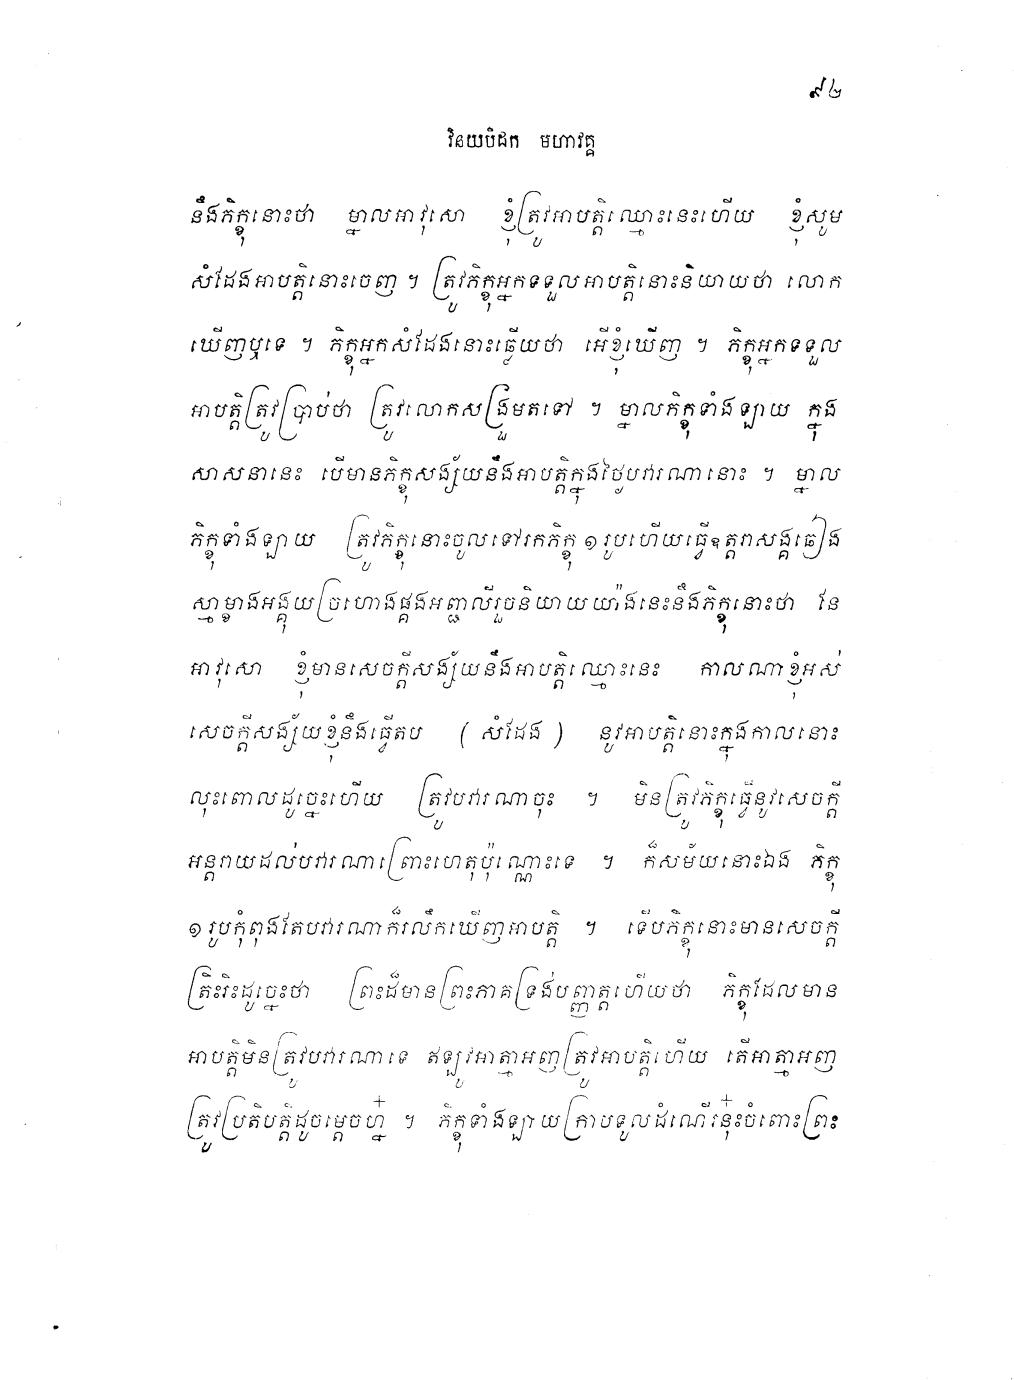 ៩២
វិនយបិដក មហាវគ្គ
នឹងភិក្ខុនោះថា ម្នាលអាវុសោ ខ្ញុំត្រូវអាបត្តិឈ្មោះនេះហើយ ខ្ញុំសូម
សំដែងអាបត្តិនោះចេញ ។ ត្រូវភិក្ខុអ្នកទទួលអាបត្តិនោះនិយាយថា លោក
ឃើញឬទេ ។ ភិក្ខុអ្នកសំដែងនោះឆ្លើយថា អើខ្ញុំឃើញ ។ ភិក្ខុអ្នកទទួល
អាបត្តិត្រូវប្រាប់ថា ត្រូវលោកសង្រួមតទៅ ។ ម្នាលភិក្ខុទាំងឡាយ ក្នុង
សាសនានេះ បើមានភិក្ខុសង្ស័យនឹងអាបត្តិក្នុងថ្ងៃបវារណានោះ ។ ម្នាល
ភិក្ខុទាំងឡាយ ត្រូវភិក្ខុនោះចូលទៅរកភិក្ខុ ១ រូបហើយធ្វើឧត្តរាសង្គឆៀង
ស្មាម្ខាងអង្គុយច្រហោងផ្គងអញ្ជលីរួចនិយាយយ៉ាងនេះនឹងភិក្ខុនោះថា នែ
អាវុសោ ខ្ញុំមានសេចក្តីសង្ស័យនឹងអាបត្តិឈ្មោះនេះ កាលណាខ្ញុំអស់
សេចក្តីសង្ស័យខ្ញុំនឹងធ្វើតប ( សំដែង ) នូវអាបត្តិនោះក្នុងកាលនោះ
លុះពោលដូច្នេះហើយ ត្រូវបវារណាចុះ ។ មិនត្រូវភិក្ខុធ្វើនូវសេចក្តី
អន្តរាយដល់បវារណាព្រោះហេតុប៉ុណ្ណោះទេ ។ ក៏សម័យនោះឯង ភិក្ខុ
១ រូបកំពុងតែបវារណាក៏រលឹកឃើញអាបត្តិ ។ ទើបភិក្ខុនោះមានសេចក្តី
ត្រិះរិះដូច្នេះថា ព្រះដ៏មានព្រះភាគទ្រង់បញ្ញាត្តហើយថា ភិក្ខុដែលមាន
អាបត្តិមិនត្រូវបវារណាទេ ឥឡូវអាត្មាអញត្រូវអាបត្តិហើយ តើអាត្មាអញ
ត្រូវប្រតិបត្តិដូចម្តេចហ្ន៎ ។ ភិក្ខុទាំងឡាយក្រាបទូលដំណើរនុ៎ះចំពោះព្រះ